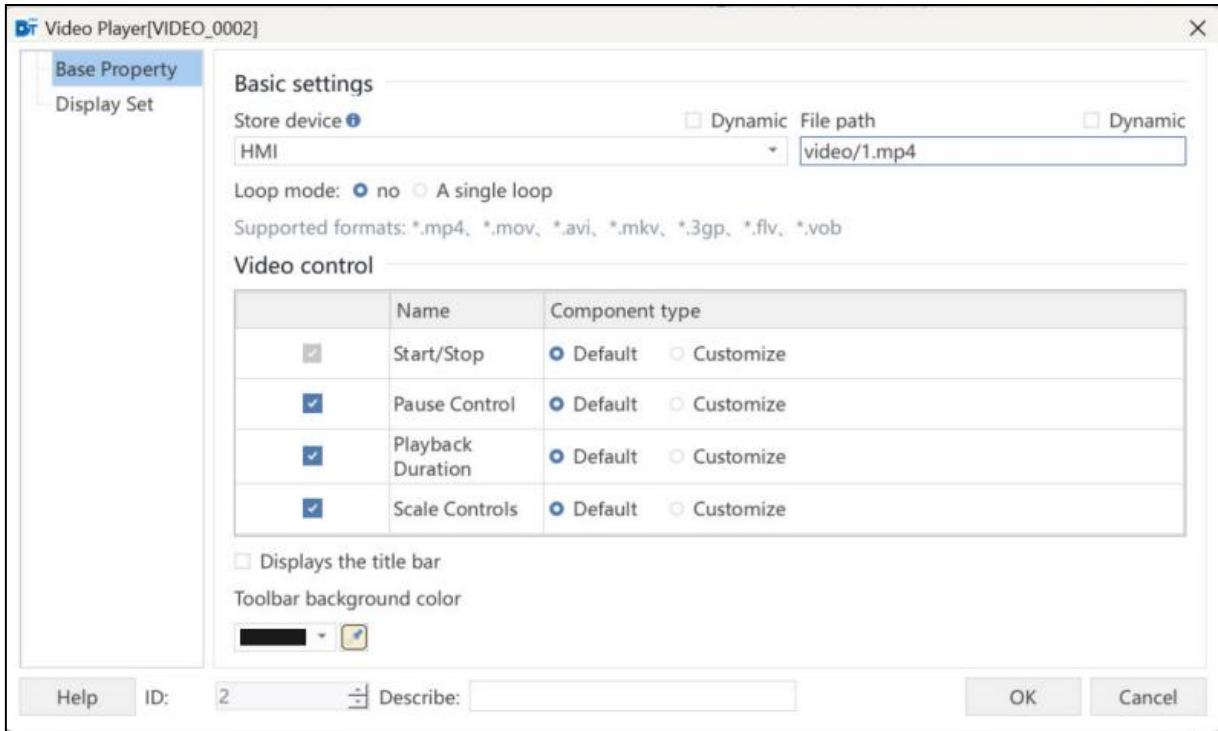 DT Video Player[VIDEO_0002]
Base Property
Display Set
Basic settings
Store device Dynamic File path Dynamic
HMI video/1.mp4
Loop mode: no A single loop
Supported formats: *.mp4、*.mov、*.avi、*.mkv、*.3gp、*.flv、*.vob
Video control
Name Component type
Start/Stop Default Customize
Pause Control Default Customize
Playback
Duration Default Customize
Scale Controls Default Customize
Displays the title bar
Toolbar background color
Help ID: 2 Describe: OK Cancel